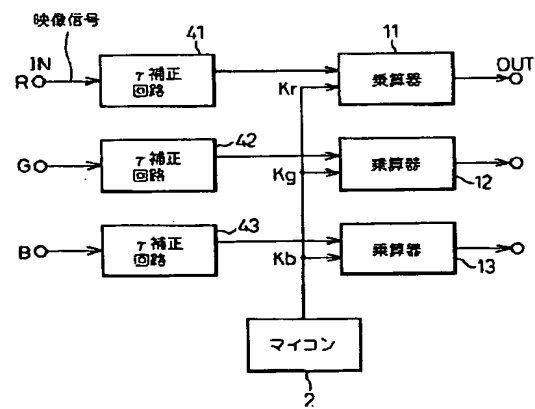 映像信号
IN
R
41
γ補正
回路
Kr
11
乗算器
OUT
G
42
γ補正
回路
Kg
乗算器
12
B
43
γ補正
回路
Kb
乗算器
13
マイコン
2